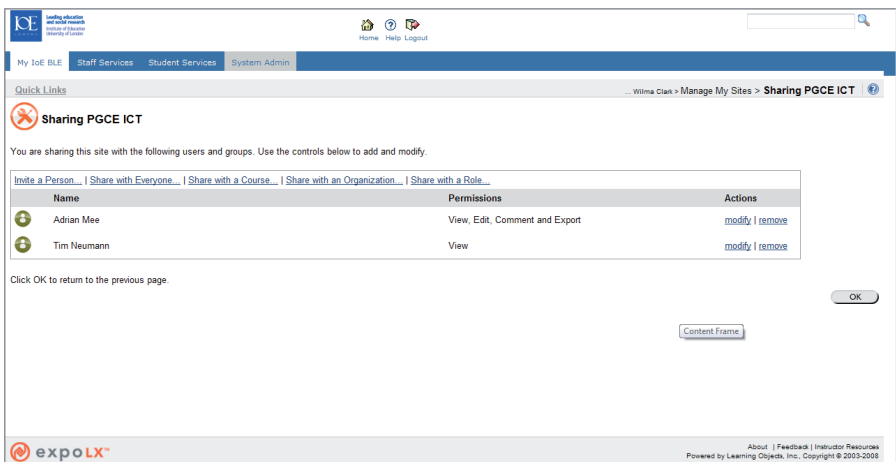 IOE
LONDON
Leading education
and social research
Institute of Education
University of London
Home Help Logout
My IoE BLE Staff Services Student Services System Admin
Quick Links
... Wilma Clark > Manage My Sites > Sharing PGCE ICT
Sharing PGCE ICT
You are sharing this site with the following users and groups. Use the controls below to add and modify.
Invite a Person... | Share with Everyone... | Share with a Course... | Share with an Organization... | Share with a Role...
Name Permissions Actions
Adrian Mee View, Edit, Comment and Export modify | remove
Tim Neumann View modify | remove
Click OK to return to the previous page.
OK
Content Frame
expoLX™
About | Feedback | Instructor Resources
Powered by Learning Objects, Inc., Copyright © 2003-2008